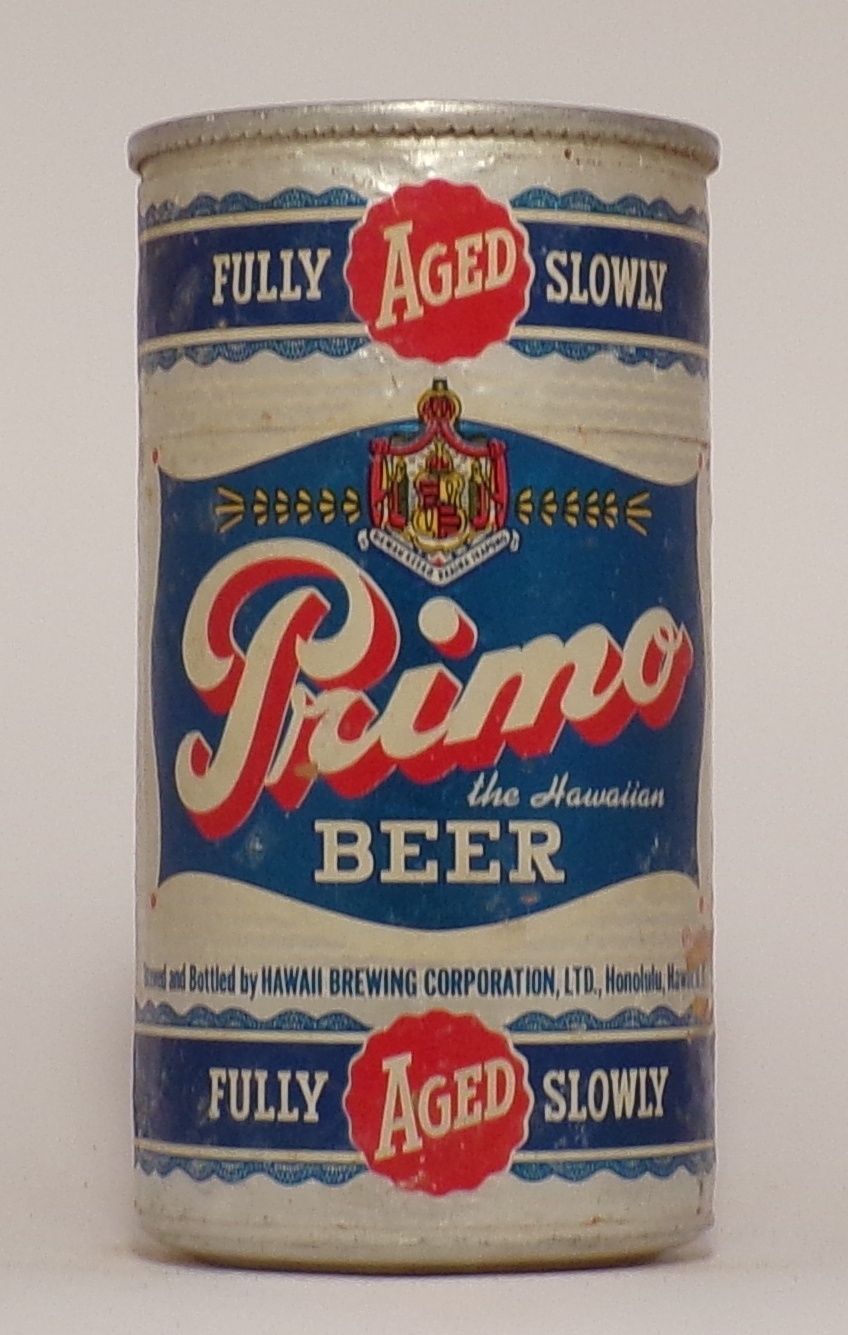 FULLY AGED SLOWLY
Primo
the Hawaiian
BEER
and Bottled by HAWAII BREWING CORPORATION, LTD., Honolulu,
FULLY AGED SLOWLY